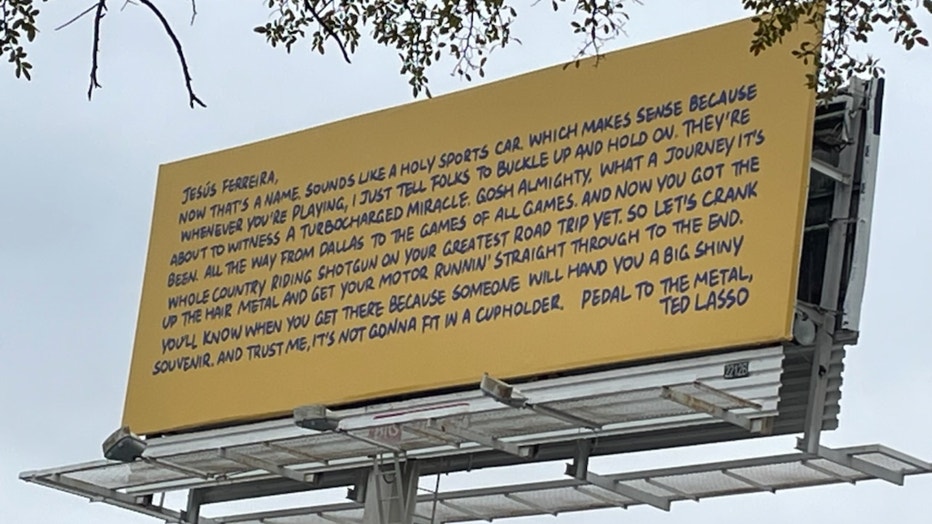 JESÚS FERREIRA,
NOW THAT'S A NAME. SOUNDS LIKE A HOLY SPORTS CAR. WHICH MAKES SENSE BECAUSE
WHENEVER YOU'RE PLAYING, I JUST TELL FOLKS TO BUCKLE UP AND HOLD ON. THEY'RE
ABOUT TO WITNESS A TURBOCHARGED MIRACLE. GOSH ALMIGHTY, WHAT A JOURNEY IT'S
BEEN. ALL THE WAY FROM DALLAS TO THE GAMES OF ALL GAMES. AND NOW YOU GOT THE
WHOLE COUNTRY RIDING SHOTGUN ON YOUR GREATEST ROAD TRIP YET. SO LET'S CRANK
UP THE HAIR METAL AND GET YOUR MOTOR RUNNIN' STRAIGHT THROUGH TO THE END.
YOU'LL KNOW WHEN YOU GET THERE BECAUSE SOMEONE WILL HAND YOU A BIG SHINY
SOUVENIR. AND TRUST ME, IT'S NOT GONNA FIT IN A CUPHOLDER. PEDAL TO THE METAL,
TED LASSO